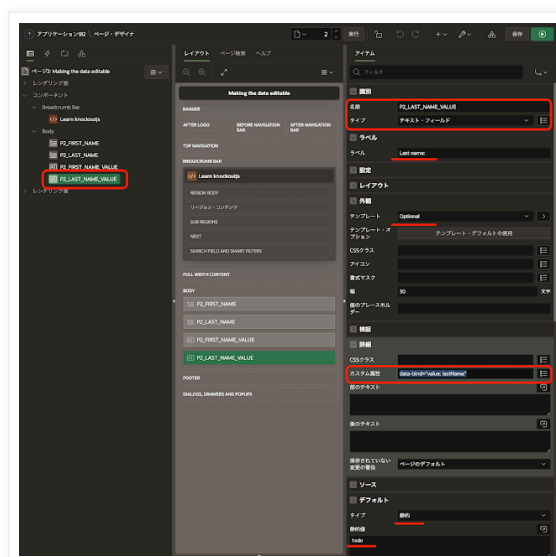 アプリケーション182 \ ページ・デザイナ
2
実行
保存
ページ2: Making the data editable
レンダリング前
コンポーネント
Breadcrumb Bar
Learn knockoutjs
Body
P2_FIRST_NAME
P2_LAST_NAME
P2_FIRST_NAME_VALUE
P2_LAST_NAME_VALUE
レンダリング後
レイアウト
ページ検索
ヘルプ
Making the data editable
BANNER
AFTER LOGO
BEFORE NAVIGATION BAR
AFTER NAVIGATION BAR
TOP NAVIGATION
BREADCRUMB BAR
Learn knockoutjs
REGION BODY
リージョン・コンテンツ
SUB REGIONS
NEXT
SEARCH FIELD AND SMART FILTERS
FULL WIDTH CONTENT
BODY
P2_FIRST_NAME
P2_LAST_NAME
P2_FIRST_NAME_VALUE
P2_LAST_NAME_VALUE
FOOTER
DIALOGS, DRAWERS AND POPUPS
アイテム
フィルタ
識別
名前
P2_LAST_NAME_VALUE
タイプ
テキスト・フィールド
ラベル
ラベル
Last name:
設定
レイアウト
外観
テンプレート
Optional
テンプレート・オプション
テンプレート・デフォルトの使用
CSSクラス
アイコン
書式マスク
幅
50
文字
値のプレースホルダー
検証
詳細
CSSクラス
カスタム属性
data-bind="value: lastName"
前のテキスト
後のテキスト
保存されていない変更の警告
ページのデフォルト
ソース
デフォルト
タイプ
静的
静的値
todo